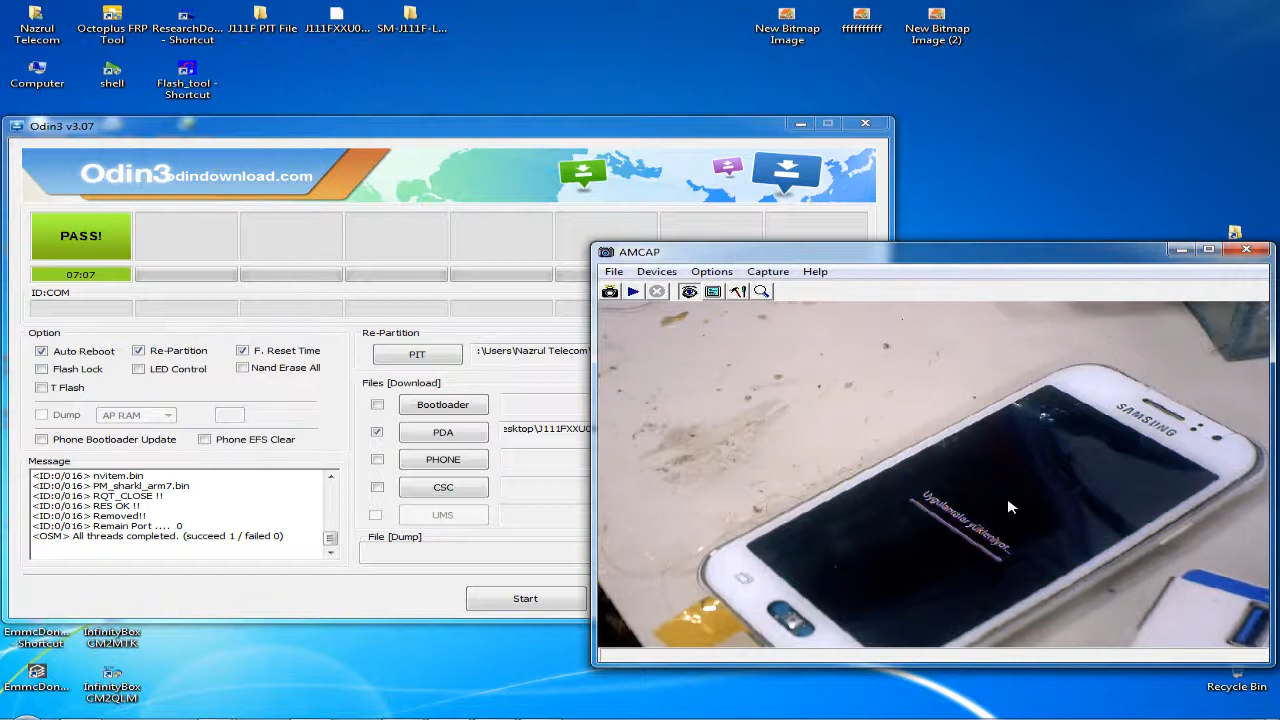 Nazrul
Telecom
Octoplus FRP
Tool
ResearchDo...
- Shortcut
J111F PIT File
J111FXXU0...
SM-J111F-L...
New Bitmap
Image
fffffffffff
New Bitmap
Image (2)
Computer
shell
Flash_tool -
Shortcut
Odin3 v3.07
Odin3
odindownload.com
PASS!
07:07
ID:COM
Option
Auto Reboot
Re-Partition
F. Reset Time
Flash Lock
LED Control
Nand Erase All
T Flash
Dump
AP RAM
Phone Bootloader Update
Phone EFS Clear
Message
<ID:0/016> nvitem.bin
<ID:0/016> PM_sharkl_arm7.bin
<ID:0/016> RQT_CLOSE !!
<ID:0/016> RES OK !!
<ID:0/016> Removed!!
<ID:0/016> Remain Port .... 0
<OSM> All threads completed. (succeed 1 / failed 0)
Re-Partition
PIT
:\Users\Nazrul Telecom\
Files [Download]
Bootloader
PDA
esktop\J111FXXU0
PHONE
CSC
UMS
File [Dump]
Start
AMCAP
File Devices Options Capture Help
SAMSUNG
Uygulamalar yükleniyor...
EmmcDon...
Shortcut
InfinityBox
CM2MTK
EmmcDon...
InfinityBox
CM2QLM
Recycle Bin